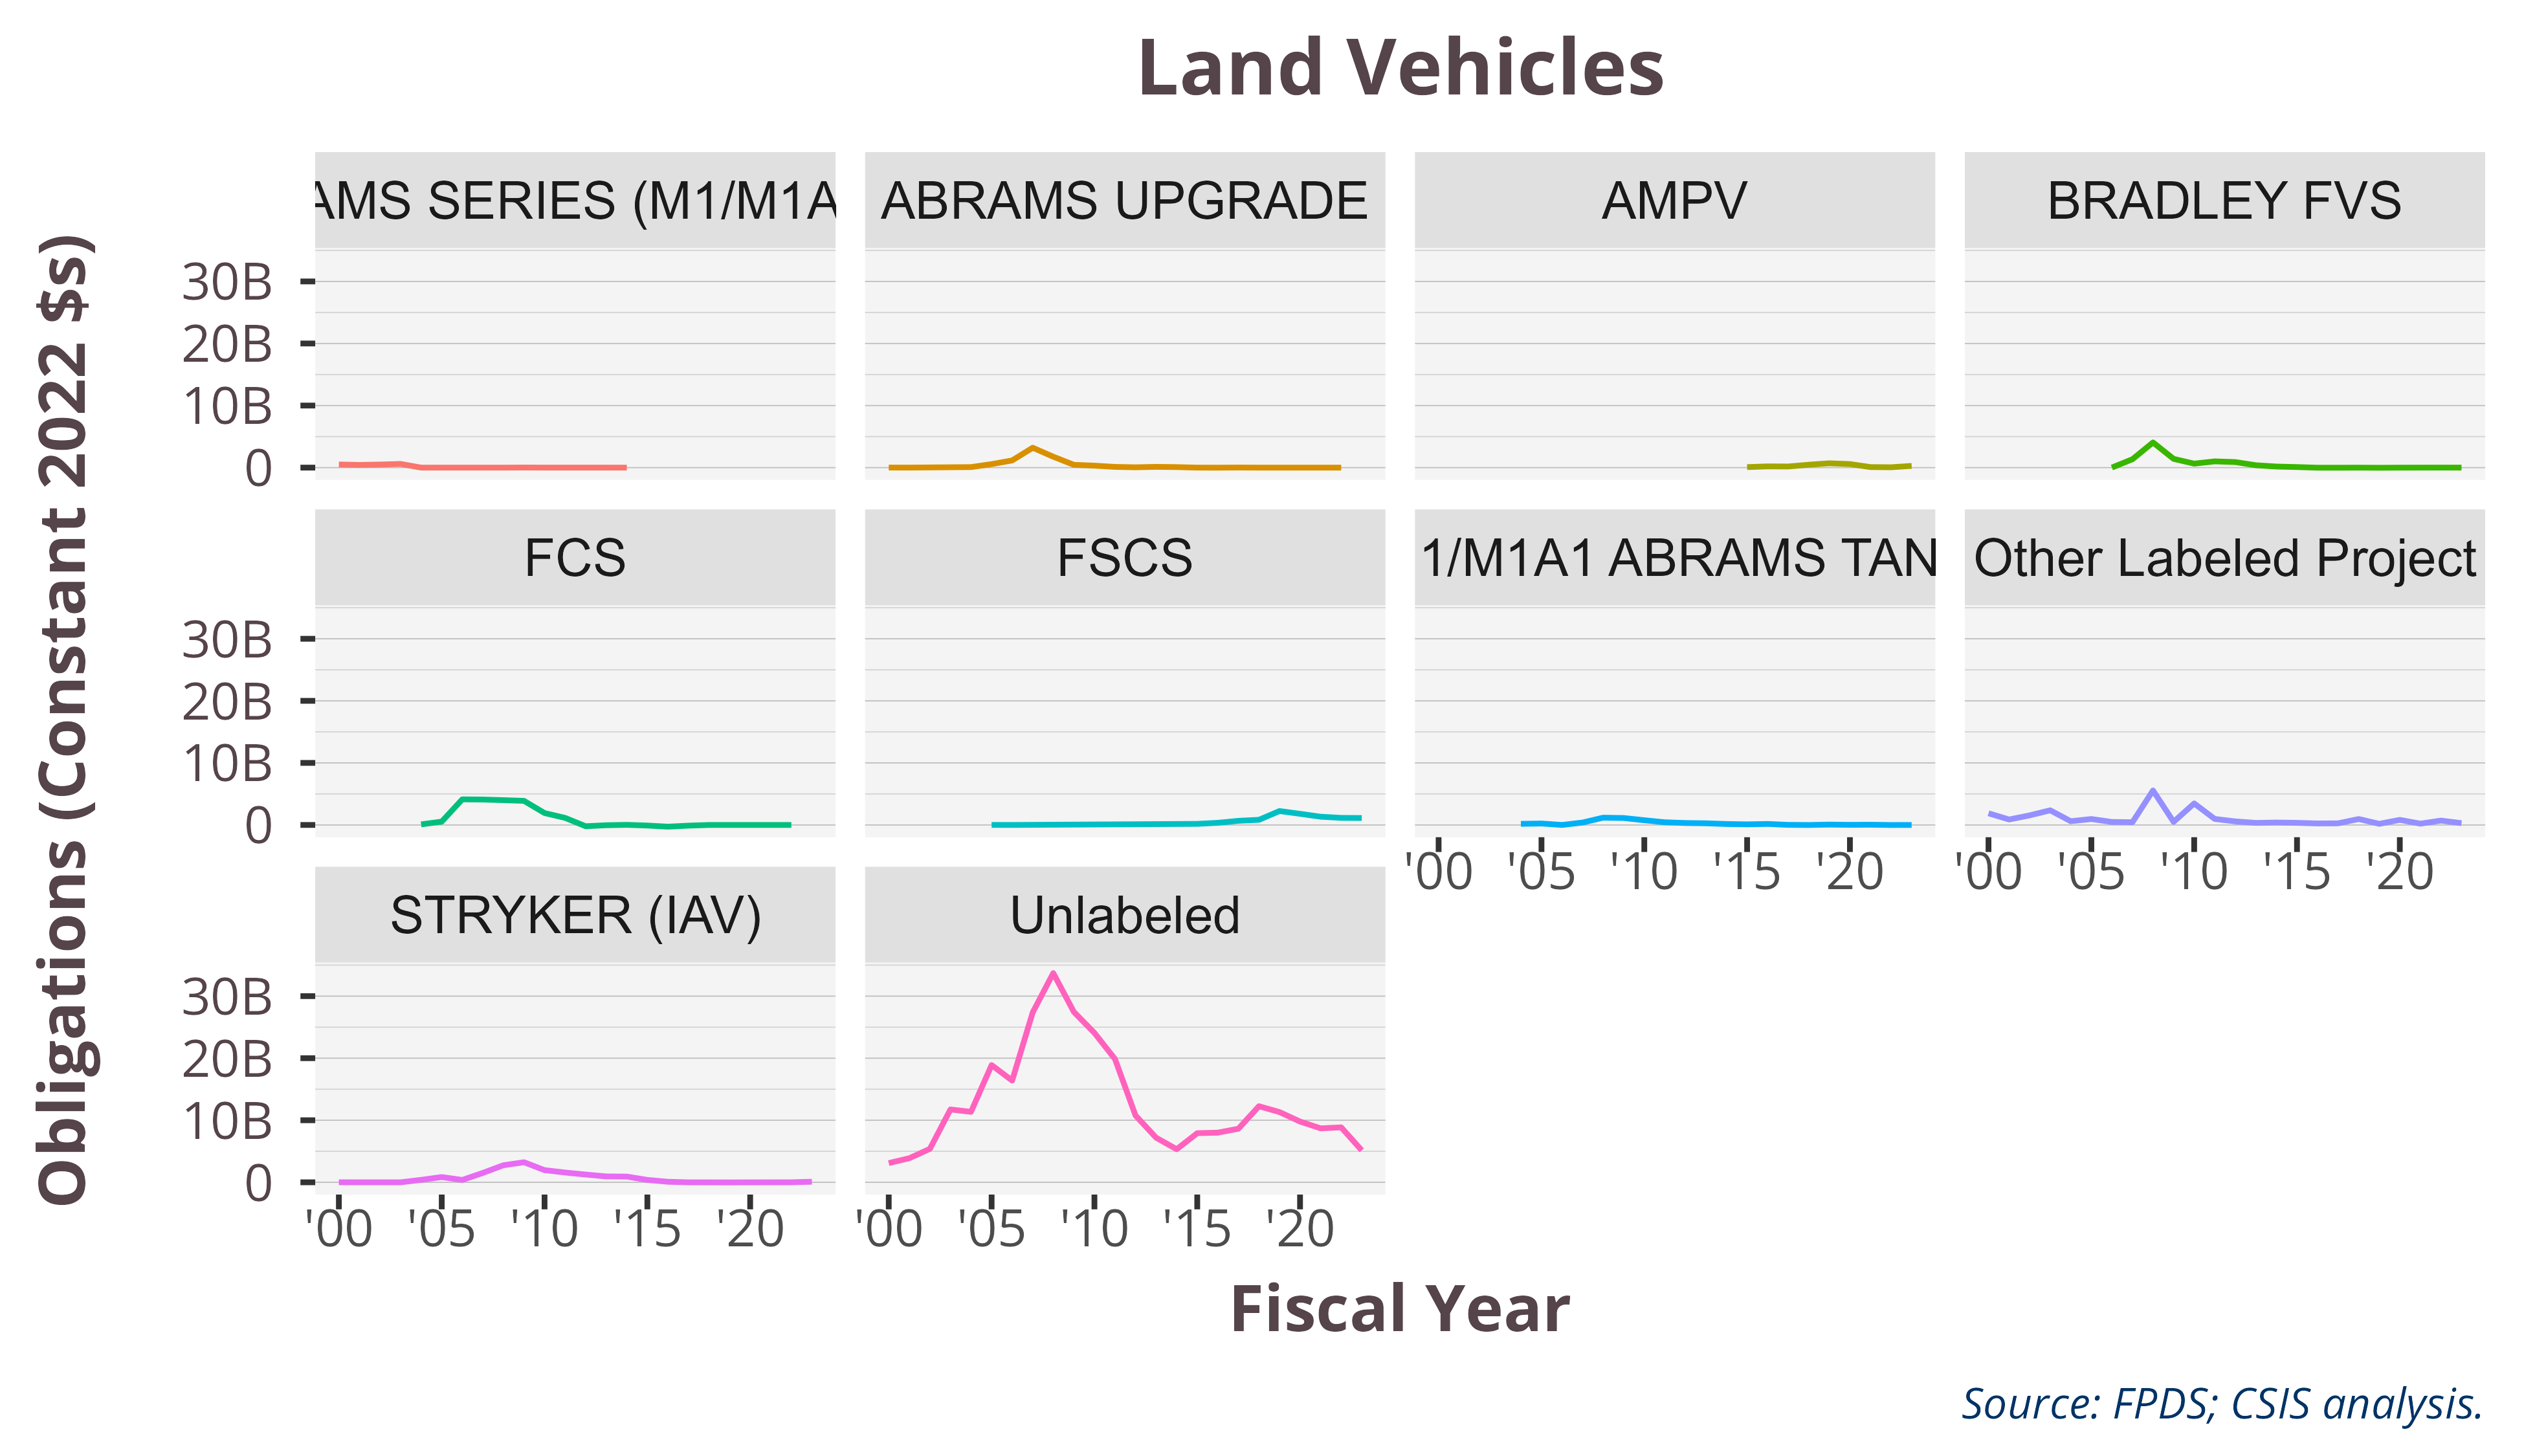 Land Vehicles
Obligations (Constant 2022 $s)
AMS SERIES (M1/M1A
ABRAMS UPGRADE
AMPV
BRADLEY FVS
30B
20B
10B
0
FCS
FSCS
1/M1A1 ABRAMS TAN
Other Labeled Project
30B
20B
10B
0
'00 '05 '10 '15 '20
'00 '05 '10 '15 '20
STRYKER (IAV)
Unlabeled
30B
20B
10B
0
'00 '05 '10 '15 '20
'00 '05 '10 '15 '20
Fiscal Year
Source: FPDS; CSIS analysis.